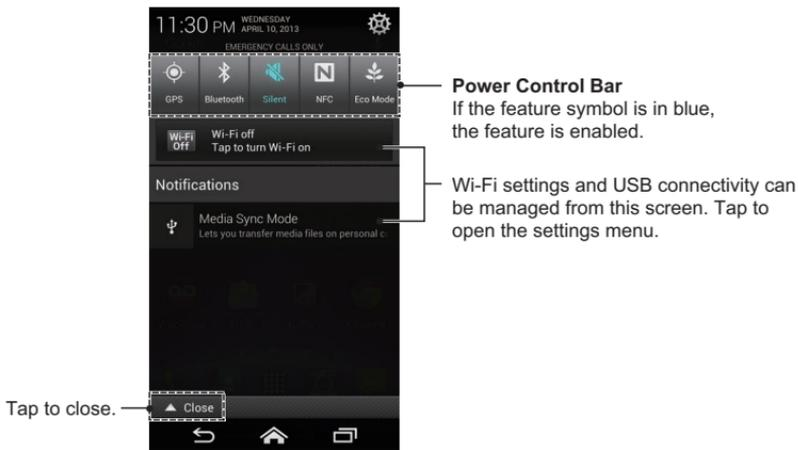 11:30 PM WEDNESDAY
APRIL 10, 2013
EMERGENCY CALLS ONLY
GPS Bluetooth Silent NFC Eco Mode
Power Control Bar
If the feature symbol is in blue,
the feature is enabled.
Wi-Fi Off
Wi-Fi off
Tap to turn Wi-Fi on
Notifications
Wi-Fi settings and USB connectivity can
be managed from this screen. Tap to
open the settings menu.
Media Sync Mode
Lets you transfer media files on personal
Tap to close.
Close